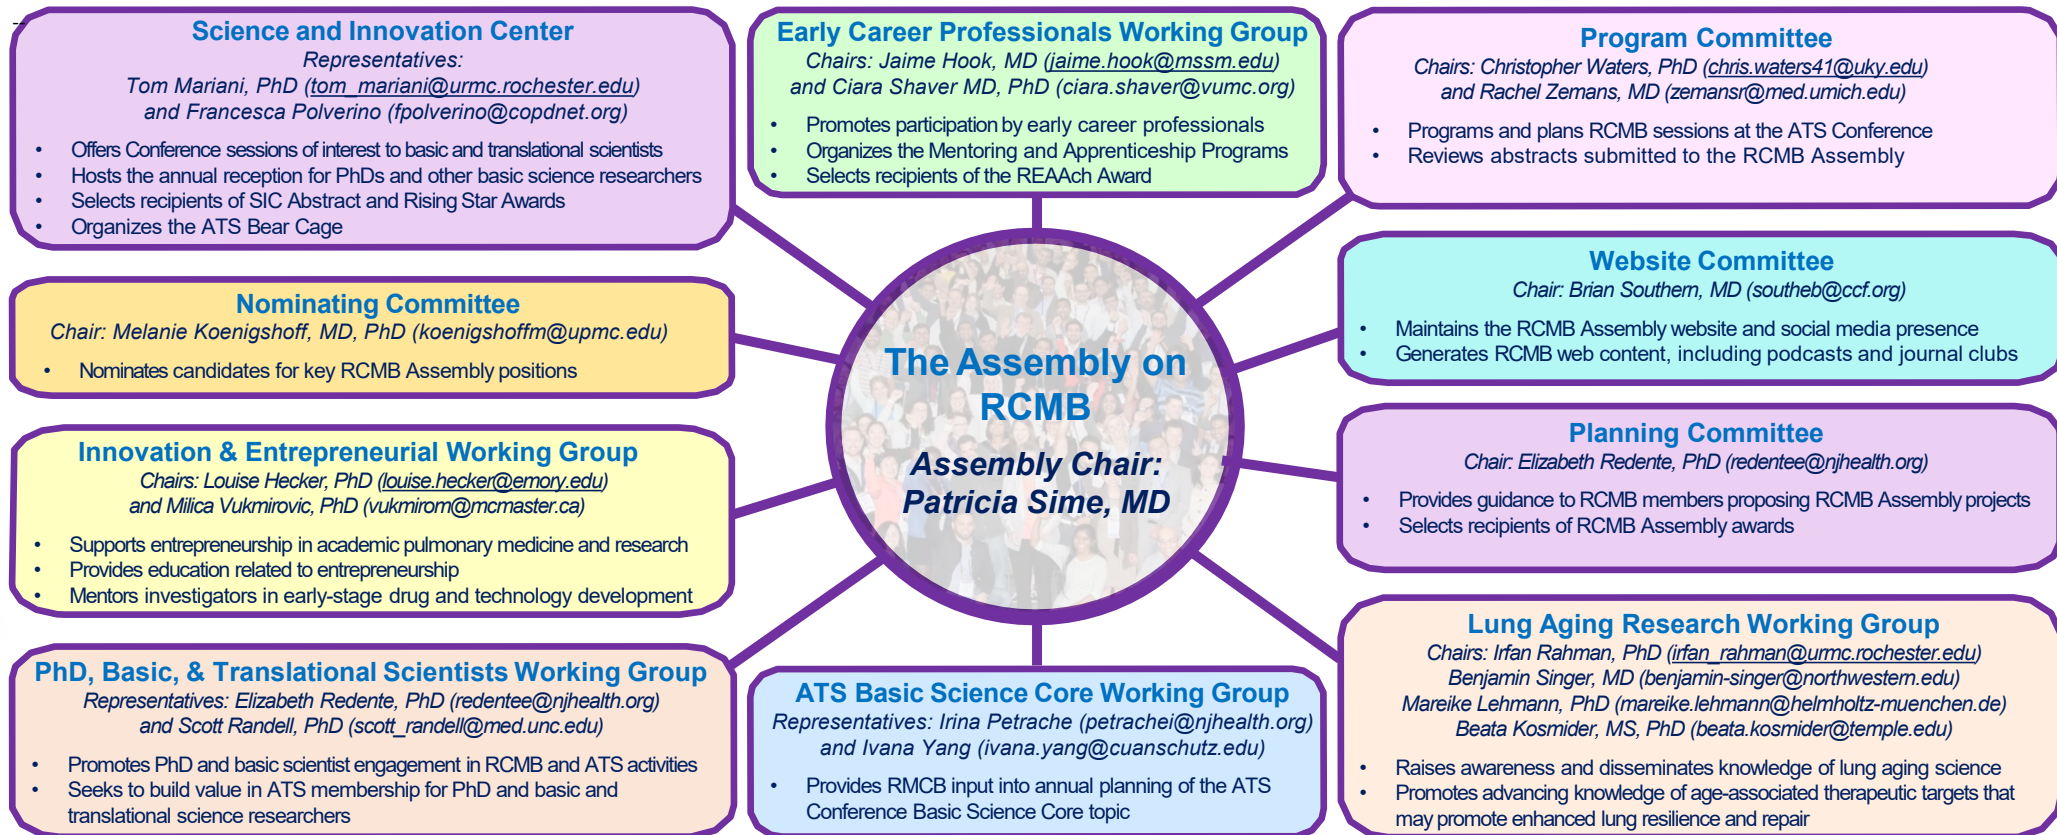 --
Science and Innovation Center
Representatives:
Tom Mariani, PhD (tom_mariani@urmc.rochester.edu)
and Francesca Polverino (fpolverino@copdnet.org)
• Offers Conference sessions of interest to basic and translational scientists
• Hosts the annual reception for PhDs and other basic science researchers
• Selects recipients of SIC Abstract and Rising Star Awards
• Organizes the ATS Bear Cage
Early Career Professionals Working Group
Chairs: Jaime Hook, MD (jaime.hook@mssm.edu)
and Ciara Shaver MD, PhD (ciara.shaver@vumc.org)
• Promotes participation by early career professionals
• Organizes the Mentoring and Apprenticeship Programs
• Selects recipients of the REAAch Award
Program Committee
Chairs: Christopher Waters, PhD (chris.waters41@uky.edu)
and Rachel Zemans, MD (zemansr@med.umich.edu)
• Programs and plans RCMB sessions at the ATS Conference
• Reviews abstracts submitted to the RCMB Assembly
Nominating Committee
Chair: Melanie Koenigshoff, MD, PhD (koenigshoffm@upmc.edu)
• Nominates candidates for key RCMB Assembly positions
The Assembly on
RCMB
Assembly Chair:
Patricia Sime, MD
Website Committee
Chair: Brian Southern, MD (southeb@ccf.org)
• Maintains the RCMB Assembly website and social media presence
• Generates RCMB web content, including podcasts and journal clubs
Innovation & Entrepreneurial Working Group
Chairs: Louise Hecker, PhD (louise.hecker@emory.edu)
and Milica Vukmirovic, PhD (vukmirom@mcmaster.ca)
• Supports entrepreneurship in academic pulmonary medicine and research
• Provides education related to entrepreneurship
• Mentors investigators in early-stage drug and technology development
Planning Committee
Chair: Elizabeth Redente, PhD (redentee@njhealth.org)
• Provides guidance to RCMB members proposing RCMB Assembly projects
• Selects recipients of RCMB Assembly awards
PhD, Basic, & Translational Scientists Working Group
Representatives: Elizabeth Redente, PhD (redentee@njhealth.org)
and Scott Randell, PhD (scott_randell@med.unc.edu)
• Promotes PhD and basic scientist engagement in RCMB and ATS activities
• Seeks to build value in ATS membership for PhD and basic and
translational science researchers
ATS Basic Science Core Working Group
Representatives: Irina Petrache (petrachei@njhealth.org)
and Ivana Yang (ivana.yang@cuanschutz.edu)
• Provides RMCB input into annual planning of the ATS
Conference Basic Science Core topic
Lung Aging Research Working Group
Chairs: Irfan Rahman, PhD (irfan_rahman@urmc.rochester.edu)
Benjamin Singer, MD (benjamin-singer@northwestern.edu)
Mareike Lehmann, PhD (mareike.lehmann@helmholtz-muenchen.de)
Beata Kosmider, MS, PhD (beata.kosmider@temple.edu)
• Raises awareness and disseminates knowledge of lung aging science
• Promotes advancing knowledge of age-associated therapeutic targets that
may promote enhanced lung resilience and repair